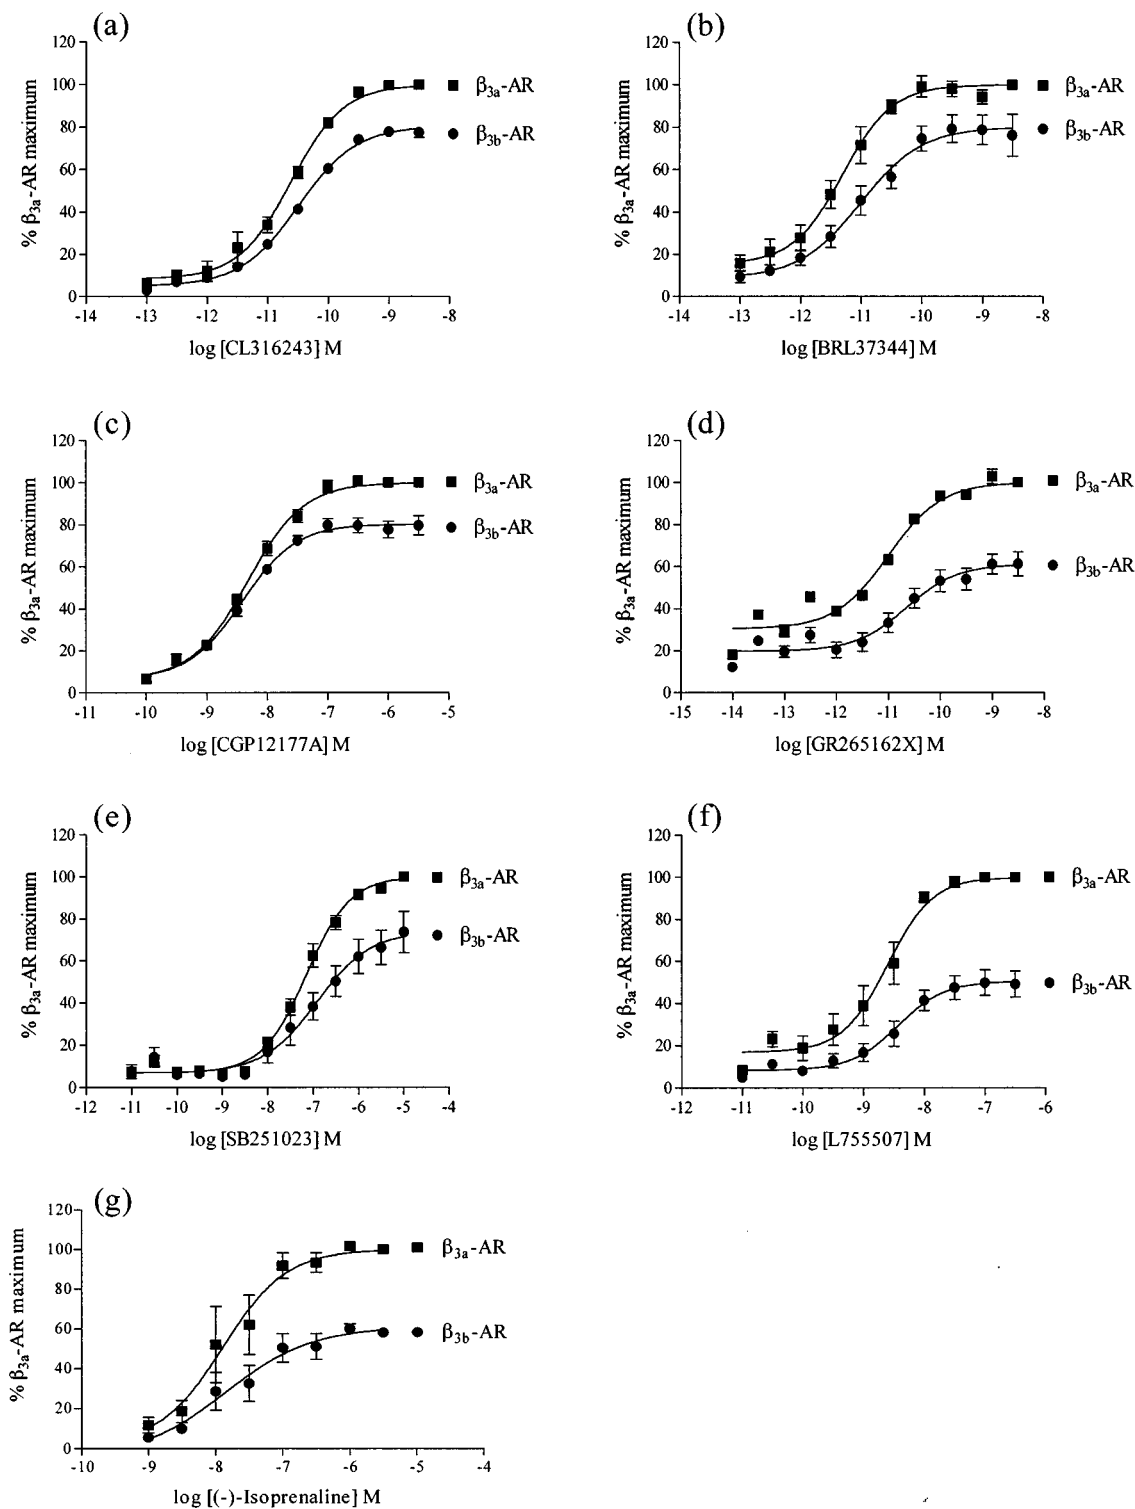 (a)
120
100
80
60
40
20
0
% β3a-AR maximum
β3a-AR
β3b-AR
-14 -13 -12 -11 -10 -9 -8
log [CL316243] M
(b)
120
100
80
60
40
20
0
% β3a-AR maximum
β3a-AR
β3b-AR
-14 -13 -12 -11 -10 -9 -8
log [BRL37344] M
(c)
120
100
80
60
40
20
0
% β3a-AR maximum
β3a-AR
β3b-AR
-11 -10 -9 -8 -7 -6 -5
log [CGP12177A] M
(d)
120
100
80
60
40
20
0
% β3a-AR maximum
β3a-AR
β3b-AR
-15 -14 -13 -12 -11 -10 -9 -8
log [GR265162X] M
(e)
120
100
80
60
40
20
0
% β3a-AR maximum
β3a-AR
β3b-AR
-12 -11 -10 -9 -8 -7 -6 -5 -4
log [SB251023] M
(f)
120
100
80
60
40
20
0
% β3a-AR maximum
β3a-AR
β3b-AR
-12 -11 -10 -9 -8 -7 -6
log [L755507] M
(g)
120
100
80
60
40
20
0
% β3a-AR maximum
β3a-AR
β3b-AR
-10 -9 -8 -7 -6 -5 -4
log [(-)-Isoprenaline] M